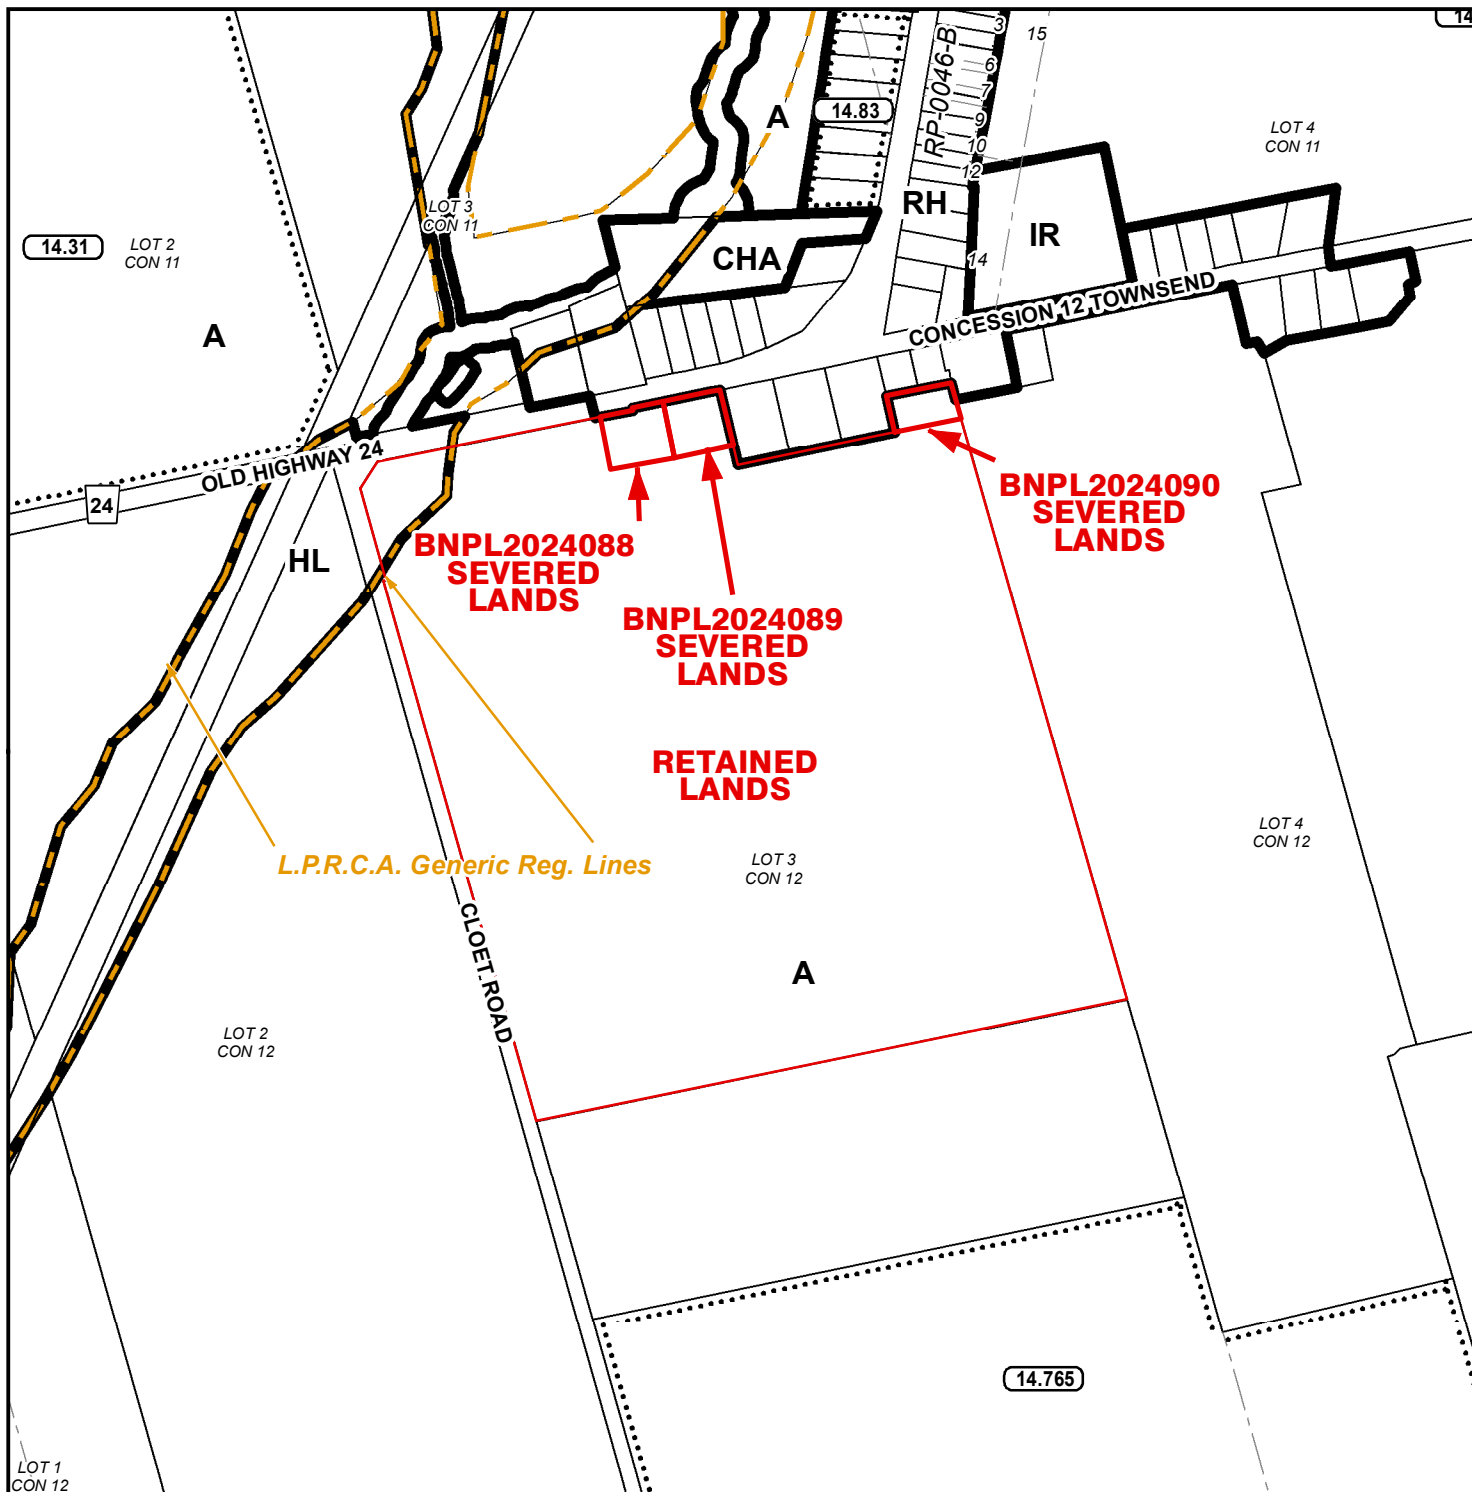 14
3
15
6
7
9
10
12
14
RP-0046-B
14.83
A
LOT 4
CON 11
LOT 3
CON 11
14.31
LOT 2
CON 11
RH
IR
CHA
A
CONCESSION 12 TOWNSEND
OLD HIGHWAY 24
24
HL
BNPL2024088
SEVERED
LANDS
BNPL2024089
SEVERED
LANDS
BNPL2024090
SEVERED
LANDS
RETAINED
LANDS
L.P.R.C.A. Generic Reg. Lines
LOT 3
CON 12
LOT 4
CON 12
CLOET ROAD
A
LOT 2
CON 12
14.765
LOT 1
CON 12